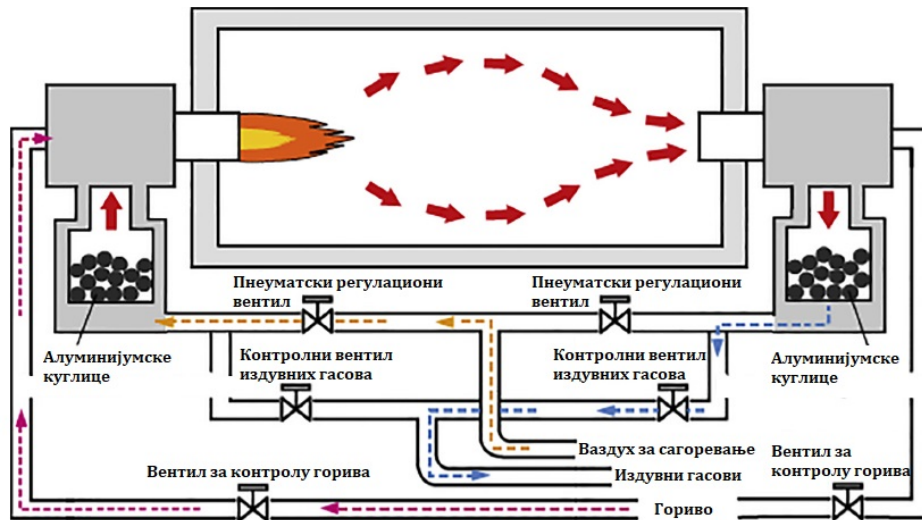 Пнеуматски регулациони
вентил
Пнеуматски регулациони
вентил
Алуминијумске
куглице
Контролни вентил
издувних гасова
Контролни вентил
издувних гасова
Алуминијумске
куглице
Ваздух за сагоревање
Вентил за
контролу горива
Вентил за контролу горива
Издувни гасови
Гориво